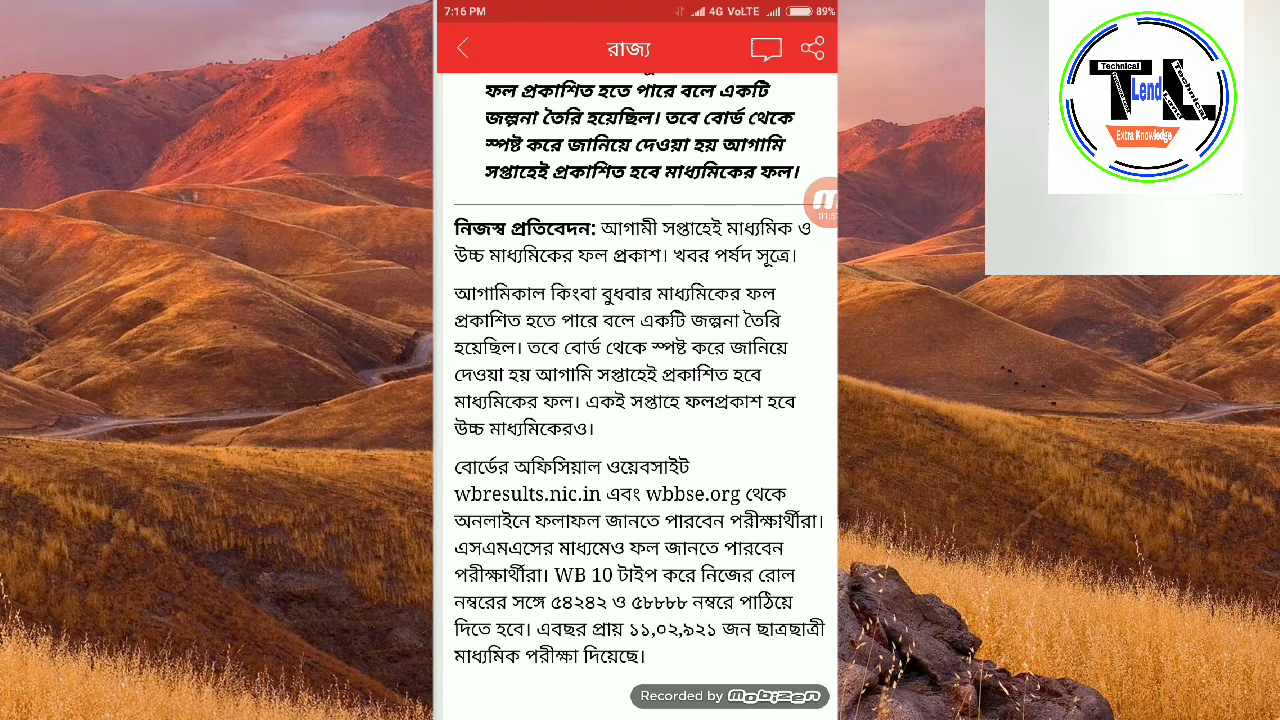 7:16 PM
4G VoLTE
89%
রাজ্য
ফল প্রকাশিত হতে পারে বলে একটি
জল্পনা তৈরি হয়েছিল। তবে বোর্ড থেকে
স্পষ্ট করে জানিয়ে দেওয়া হয় আগামি
সপ্তাহেই প্রকাশিত হবে মাধ্যমিকের ফল।
নিজস্ব প্রতিবেদন: আগামী সপ্তাহেই মাধ্যমিক ও
উচ্চ মাধ্যমিকের ফল প্রকাশ। খবর পর্ষদ সূত্রে।
আগামিকাল কিংবা বুধবার মাধ্যমিকের ফল
প্রকাশিত হতে পারে বলে একটি জল্পনা তৈরি
হয়েছিল। তবে বোর্ড থেকে স্পষ্ট করে জানিয়ে
দেওয়া হয় আগামি সপ্তাহেই প্রকাশিত হবে
মাধ্যমিকের ফল। একই সপ্তাহে ফলপ্রকাশ হবে
উচ্চ মাধ্যমিকেরও।
বোর্ডের অফিসিয়াল ওয়েবসাইট
wbresults.nic.in এবং wbbse.org থেকে
অনলাইনে ফলাফল জানতে পারবেন পরীক্ষার্থীরা।
এসএমএসের মাধ্যমেও ফল জানতে পারবেন
পরীক্ষার্থীরা। WB 10 টাইপ করে নিজের রোল
নম্বরের সঙ্গে ৫৪২৪২ ও ৫৮৮৮৮ নম্বরে পাঠিয়ে
দিতে হবে। এবছর প্রায় ১১,০২,৯২১ জন ছাত্রছাত্রী
মাধ্যমিক পরীক্ষা দিয়েছে।
Recorded by Mobizen
Technical
Lend
Technical
Extra Knowledge